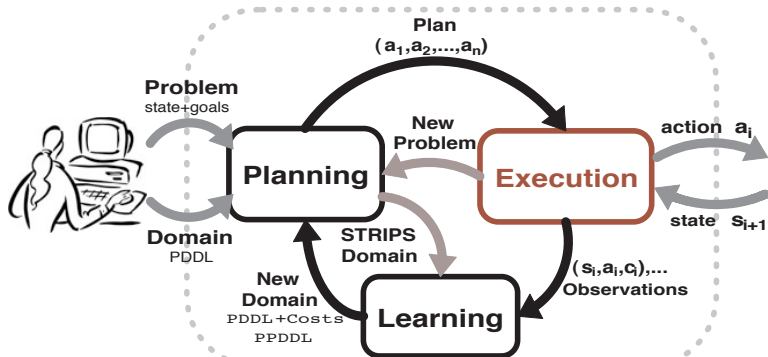 Plan
(a1,a2,...,an)
Problem
state+goals
New
Problem
action ai
Planning
Execution
state si+1
Domain
PDDL
STRIPS
Domain
(si,ai,ci),...
Observations
New
Domain
PDDL+Costs
PPDDL
Learning